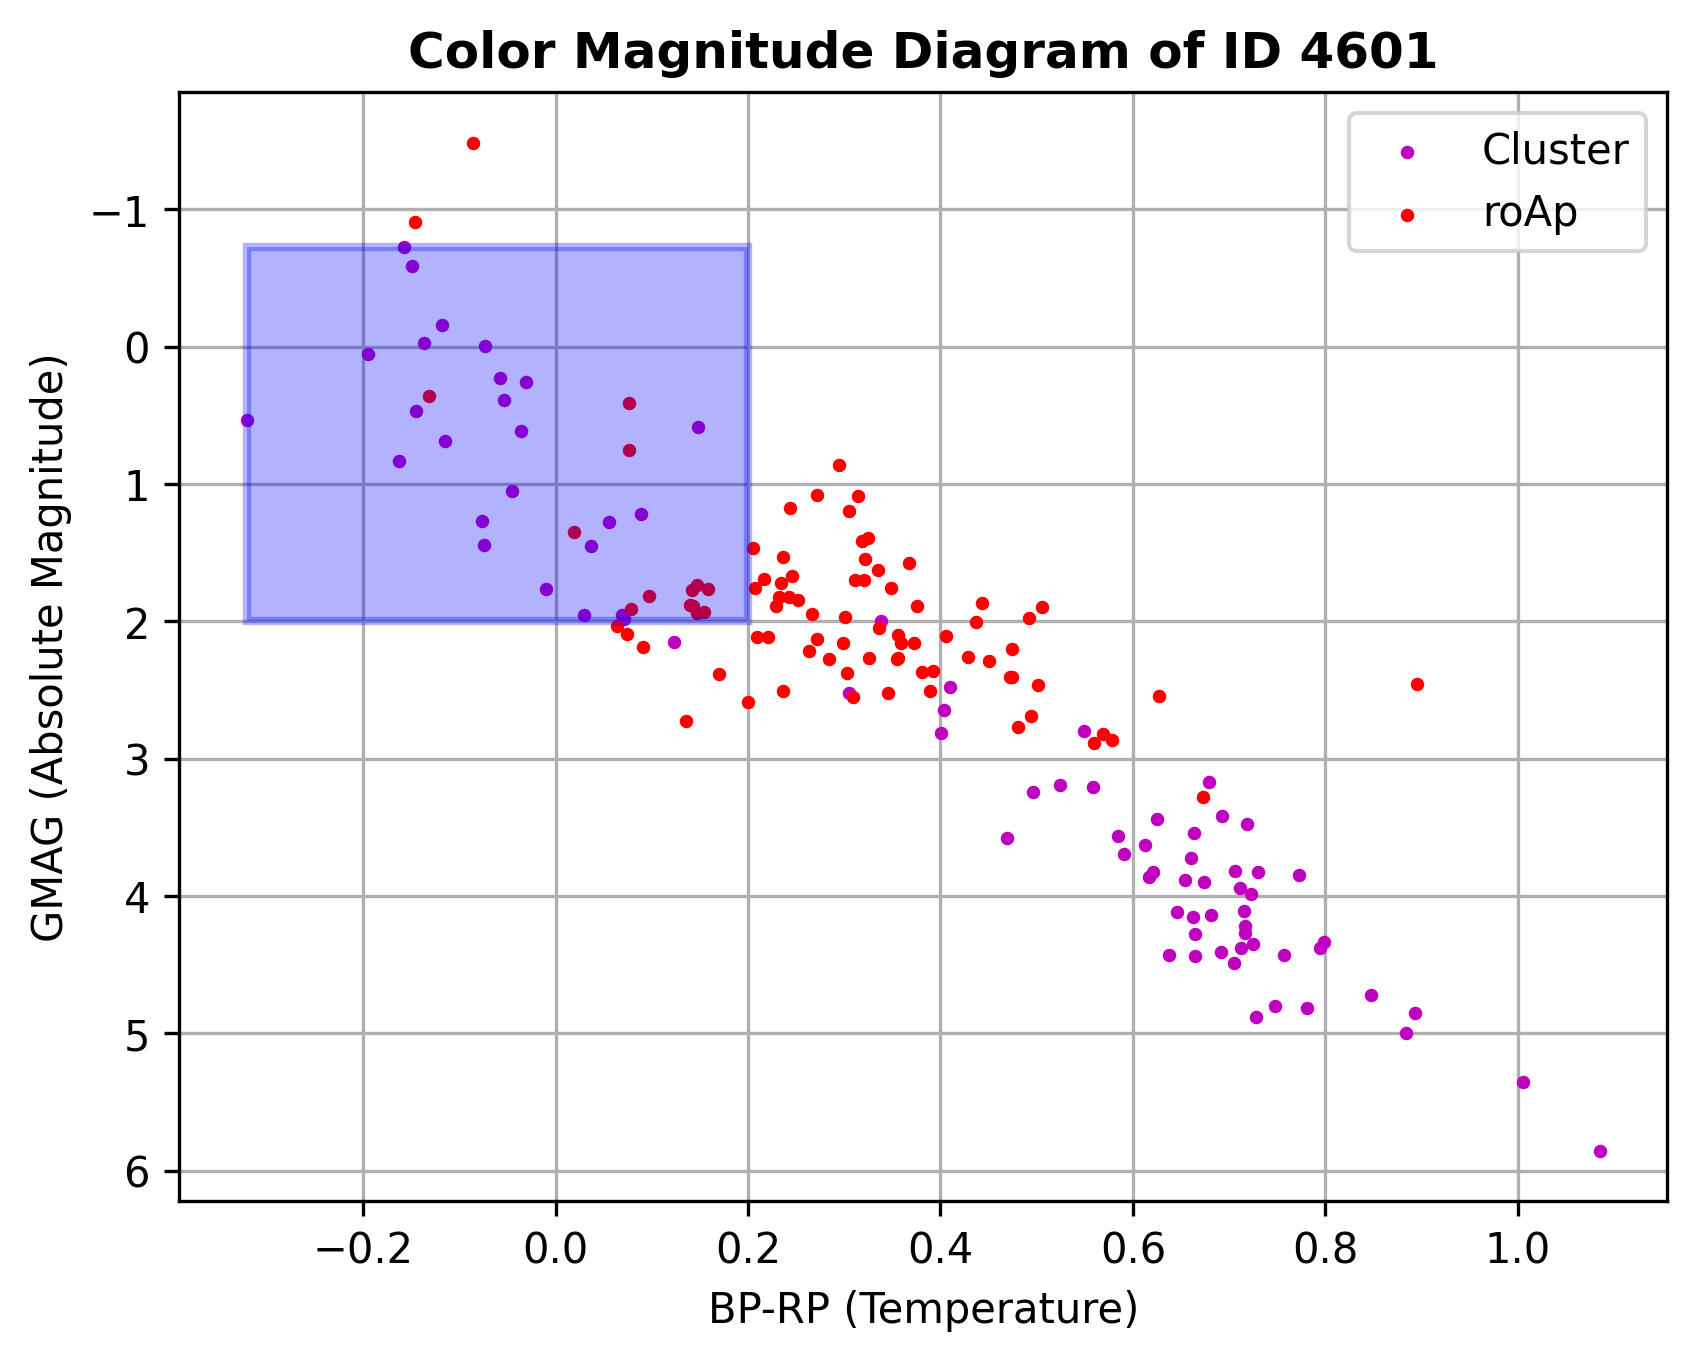 Color Magnitude Diagram of ID 4601
Cluster
roAp
GMAG (Absolute Magnitude)
−1
0
1
2
3
4
5
6
−0.2 0.0 0.2 0.4 0.6 0.8 1.0
BP-RP (Temperature)